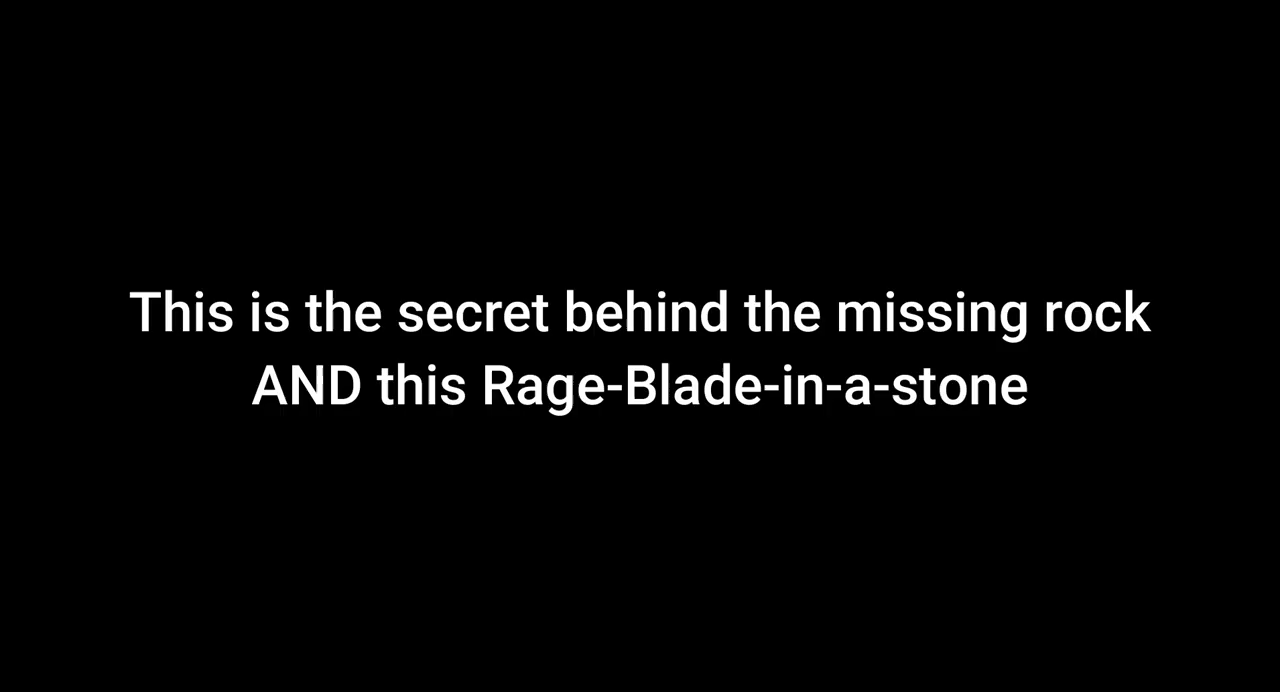 This is the secret behind the missing rock
AND this Rage-Blade-in-a-stone